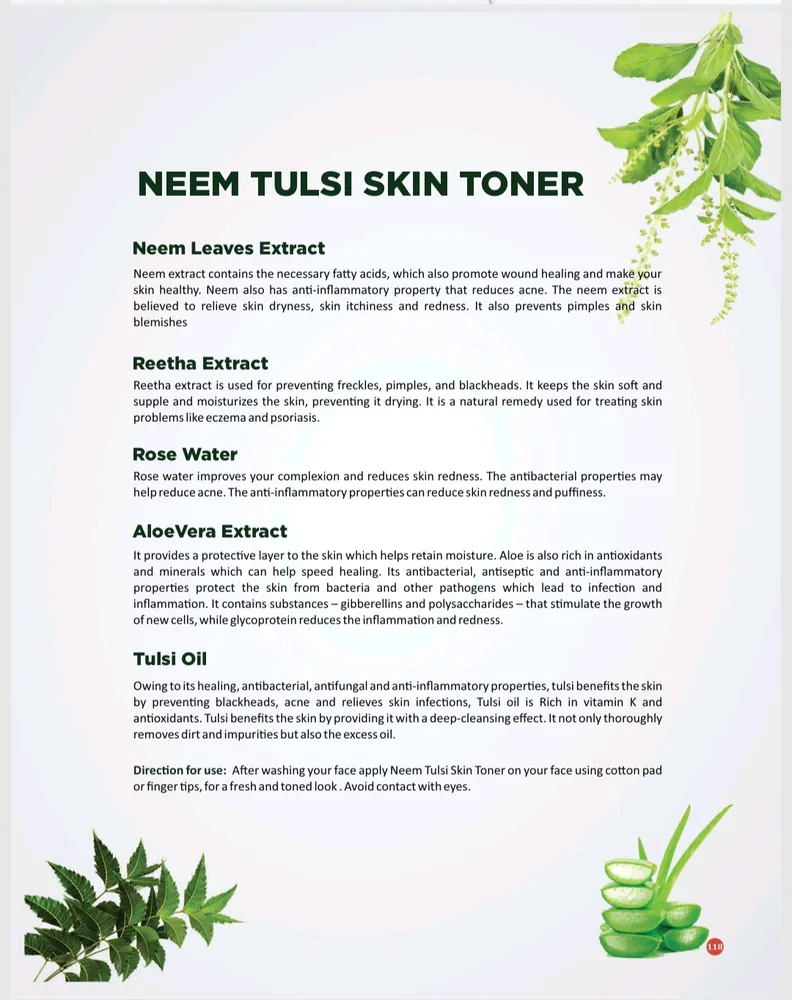 NEEM TULSI SKIN TONER
Neem Leaves Extract
Neem extract contains the necessary fatty acids, which also promote wound healing and make your
skin healthy. Neem also has anti-inflammatory property that reduces acne. The neem extract is
believed to relieve skin dryness, skin itchiness and redness. It also prevents pimples and skin
blemishes
Reetha Extract
Reetha extract is used for preventing freckles, pimples, and blackheads. It keeps the skin soft and
supple and moisturizes the skin, preventing it drying. It is a natural remedy used for treating skin
problems like eczema and psoriasis.
Rose Water
Rose water improves your complexion and reduces skin redness. The antibacterial properties may
help reduce acne. The anti-inflammatory properties can reduce skin redness and puffiness.
AloeVera Extract
It provides a protective layer to the skin which helps retain moisture. Aloe is also rich in antioxidants
and minerals which can help speed healing. Its antibacterial, antiseptic and anti-inflammatory
properties protect the skin from bacteria and other pathogens which lead to infection and
inflammation. It contains substances – gibberellins and polysaccharides – that stimulate the growth
of new cells, while glycoprotein reduces the inflammation and redness.
Tulsi Oil
Owing to its healing, antibacterial, antifungal and anti-inflammatory properties, tulsi benefits the skin
by preventing blackheads, acne and relieves skin infections, Tulsi oil is Rich in vitamin K and
antioxidants. Tulsi benefits the skin by providing it with a deep-cleansing effect. It not only thoroughly
removes dirt and impurities but also the excess oil.
Direction for use: After washing your face apply Neem Tulsi Skin Toner on your face using cotton pad
or finger tips, for a fresh and toned look . Avoid contact with eyes.
118